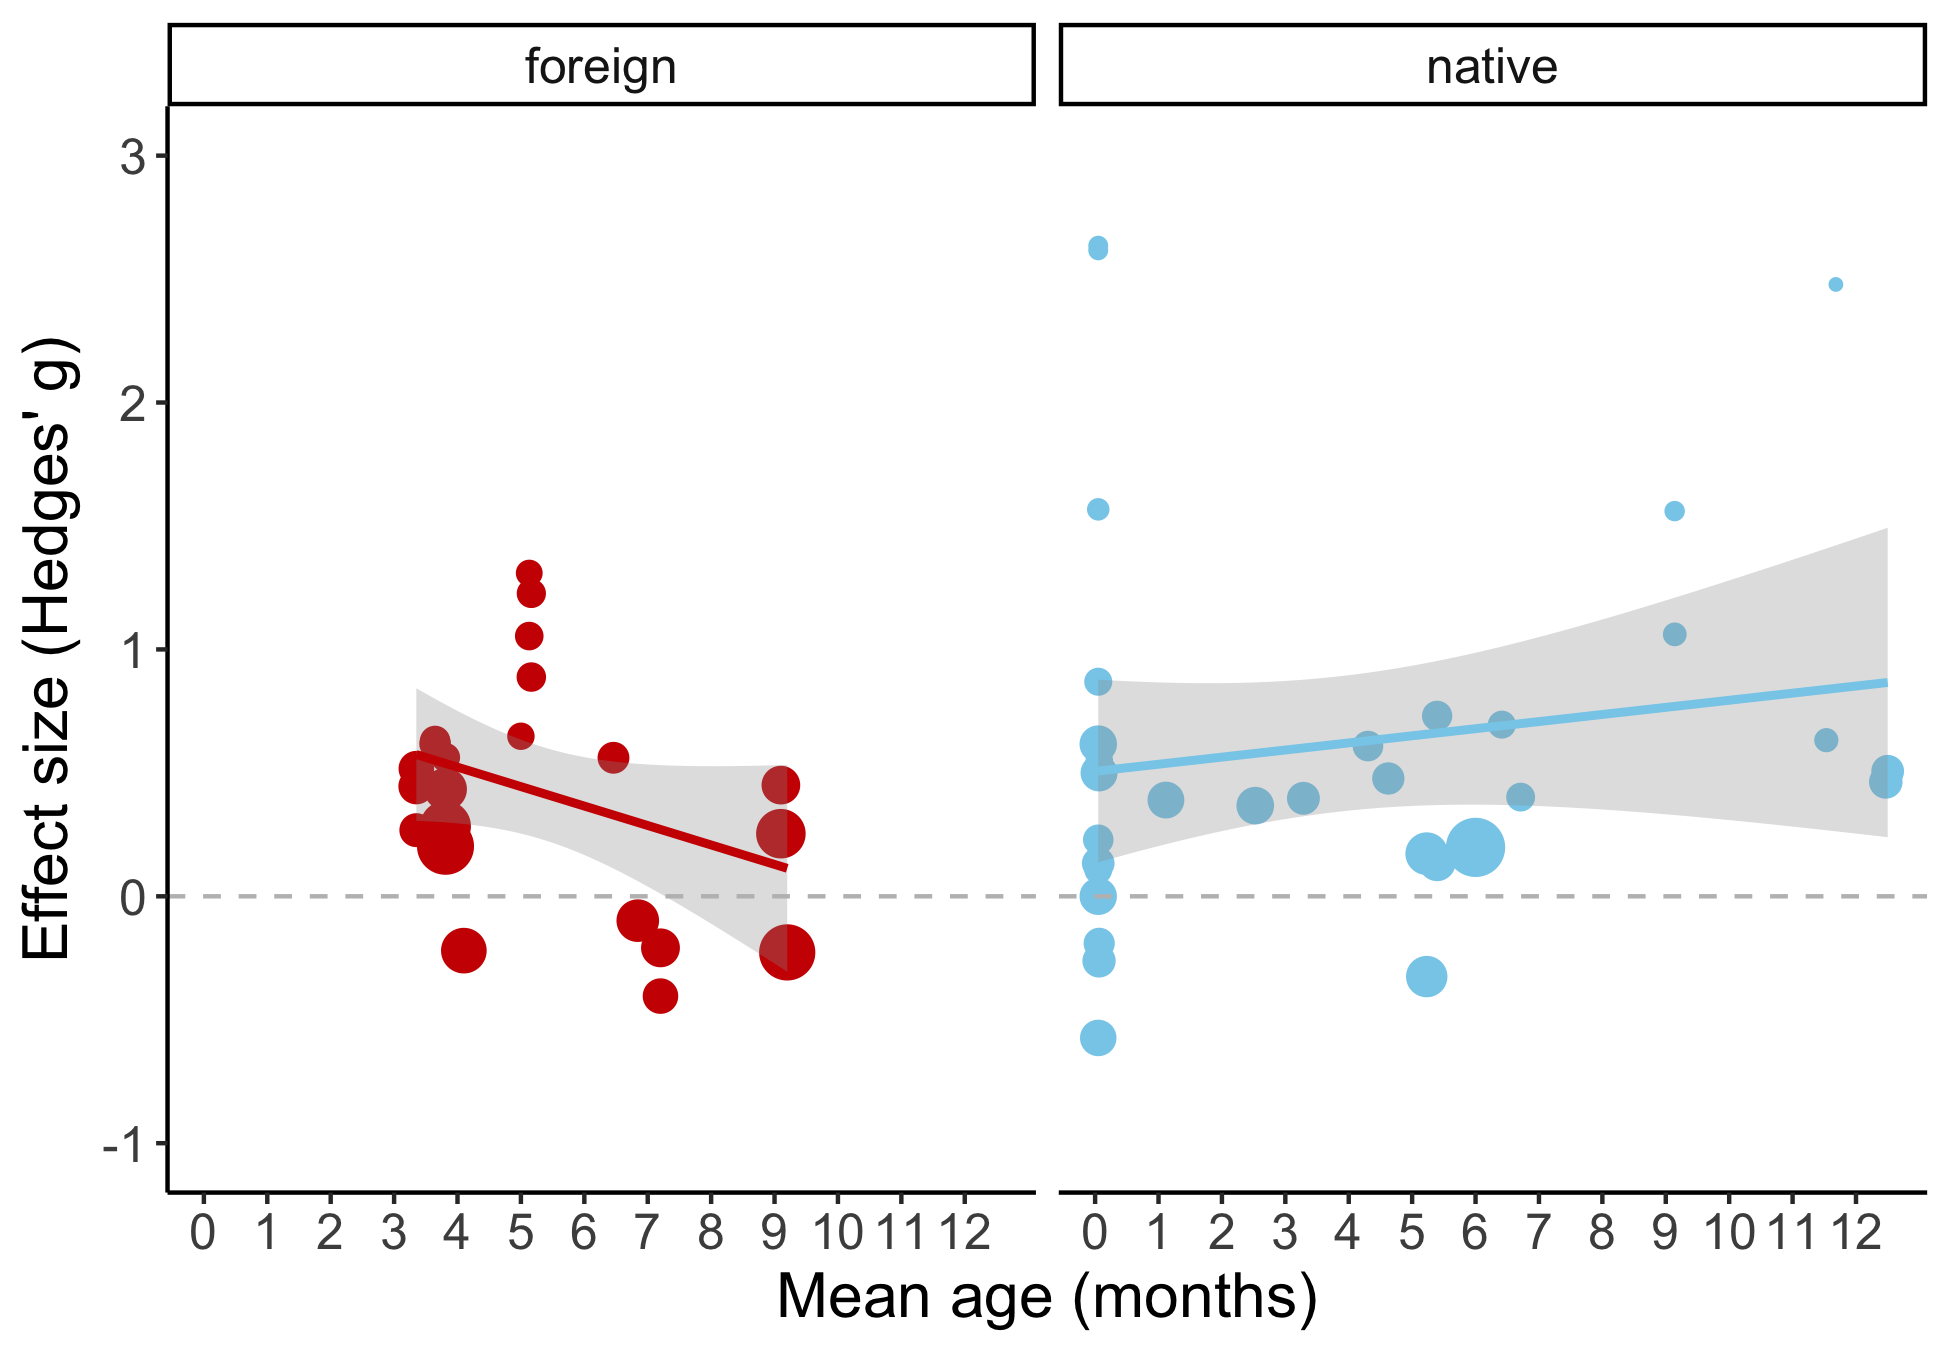 foreign
native
3
2
1
0
-1
0 1 2 3 4 5 6 7 8 9 10 11 12
0 1 2 3 4 5 6 7 8 9 10 11 12
Mean age (months)
Effect size (Hedges' g)